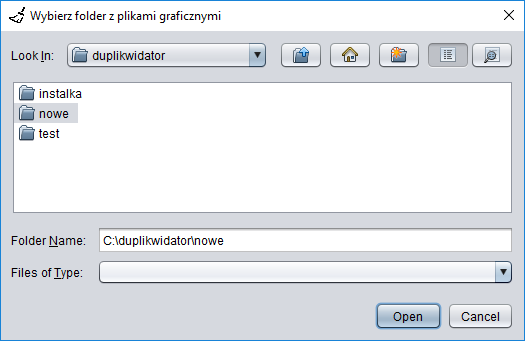 Wybierz folder z plikami graficznymi
Look In: duplikwidator
instalka
nowe
test
Folder Name: C:\duplikwidator\nowe
Files of Type:
Open Cancel